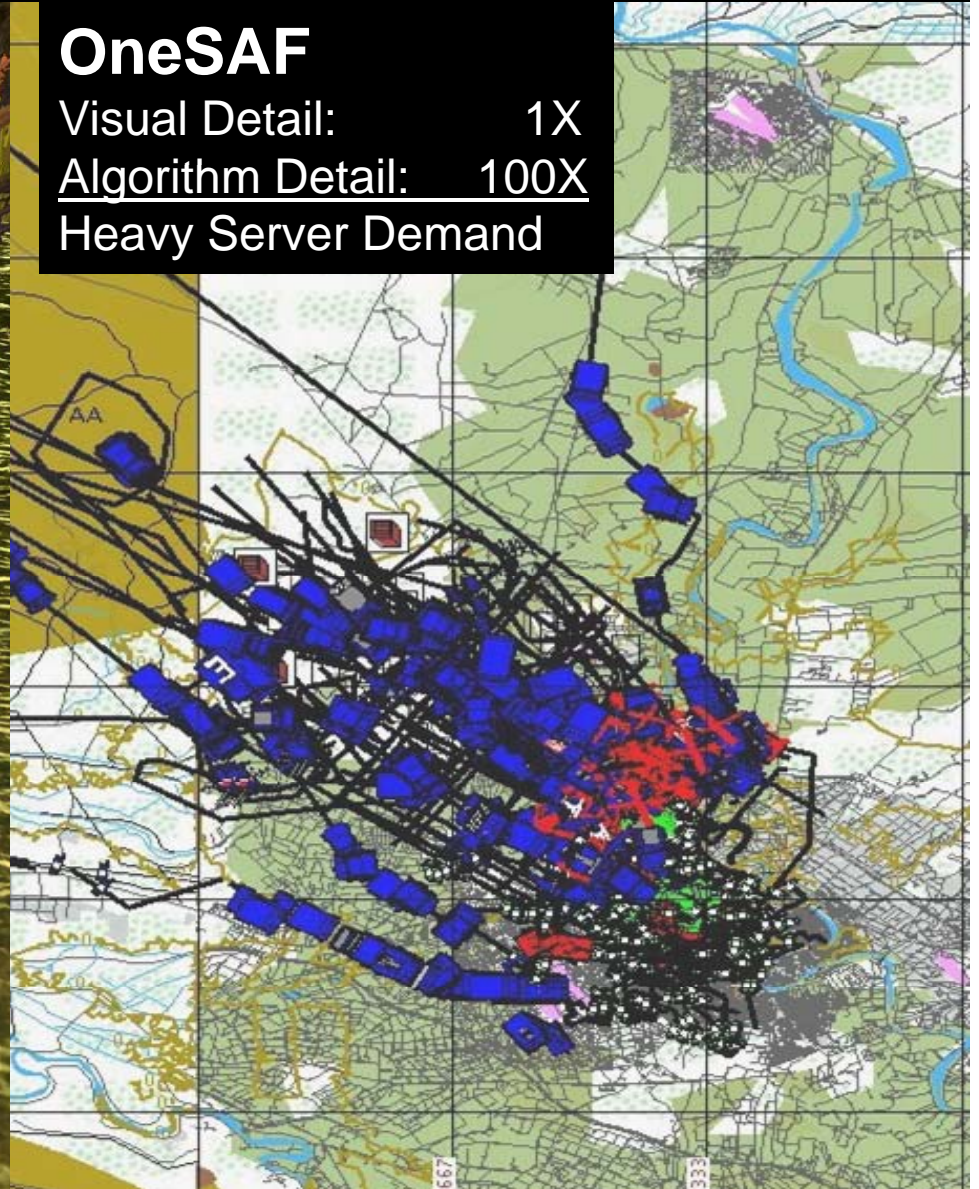 OneSAF
Visual Detail: 1X
Algorithm Detail: 100X
Heavy Server Demand
AA
667
333